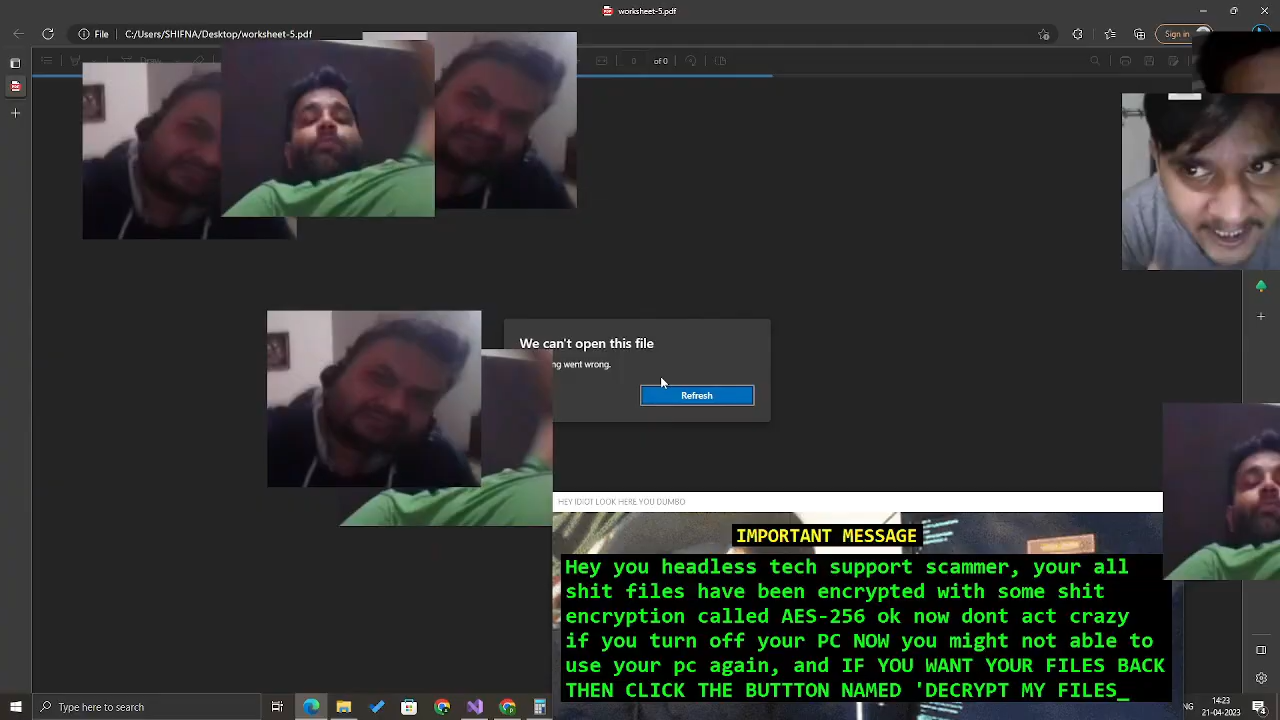 worksheet-5.pdf
File C:/Users/SHIFNA/Desktop/worksheet-5.pdf
Sign in
Draw
0 of 0
We can't open this file
ng went wrong.
Refresh
HEY IDIOT LOOK HERE YOU DUMBO
IMPORTANT MESSAGE
Hey you headless tech support scammer, your all
shit files have been encrypted with some shit
encryption called AES-256 ok now dont act crazy
if you turn off your PC NOW you might not able to
use your pc again, and IF YOU WANT YOUR FILES BACK
THEN CLICK THE BUTTTON NAMED 'DECRYPT MY FILES_
Type here to search
14:23
21-04-2023